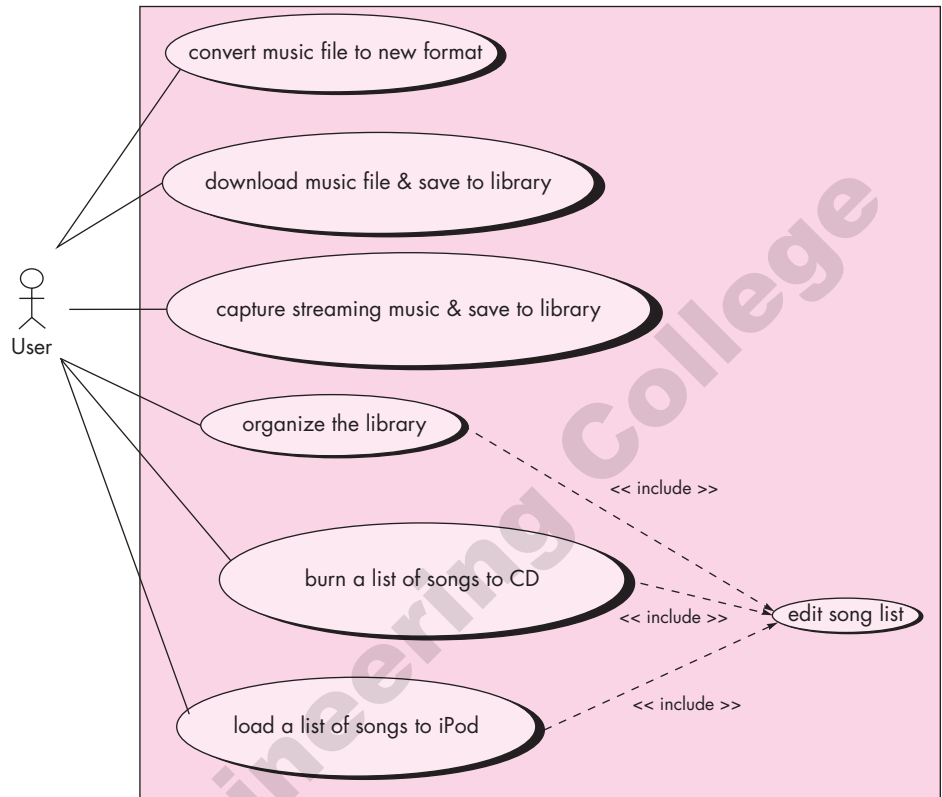 convert music file to new format
download music file & save to library
capture streaming music & save to library
User
organize the library
<< include >>
burn a list of songs to CD
edit song list
<< include >>
<< include >>
load a list of songs to iPod
ineering College